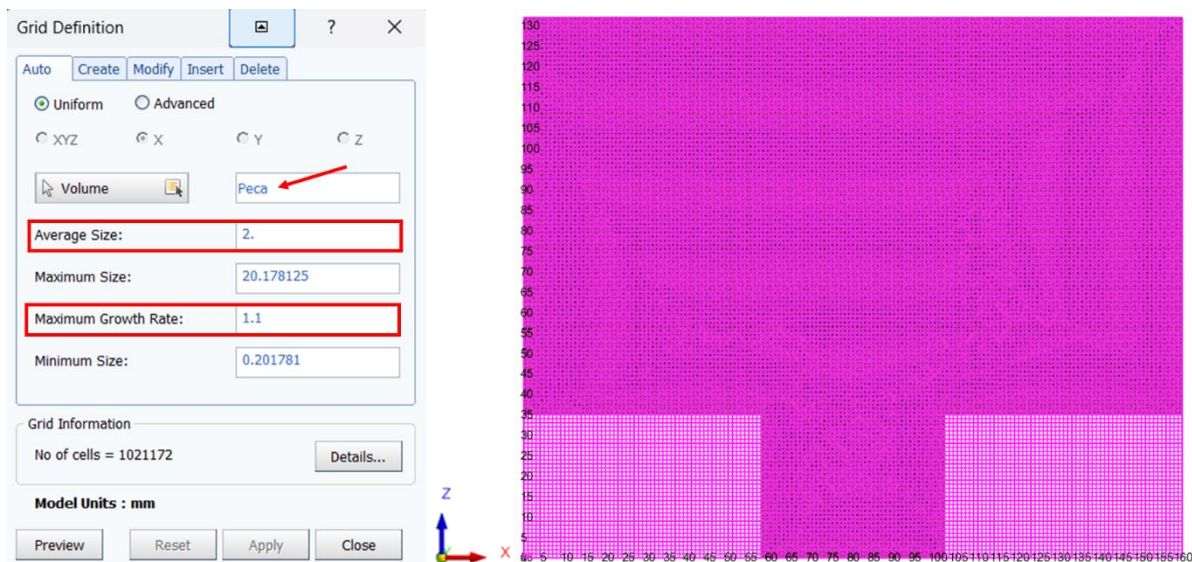 Grid Definition
?
Auto Create Modify Insert Delete
Uniform Advanced
XYZ X Y Z
Volume Peca
Average Size: 2.
Maximum Size: 20.178125
Maximum Growth Rate: 1.1
Minimum Size: 0.201781
Grid Information
No of cells = 1021172 Details...
Model Units : mm
Preview Reset Apply Close
130
125
120
115
110
105
100
95
90
85
80
75
70
65
60
55
50
45
40
35
30
25
20
15
10
5
Z
X
5 10 15 20 25 30 35 40 45 50 55 60 65 70 75 80 85 90 95 100 105 110 115 120 125 130 135 140 145 150 155 160